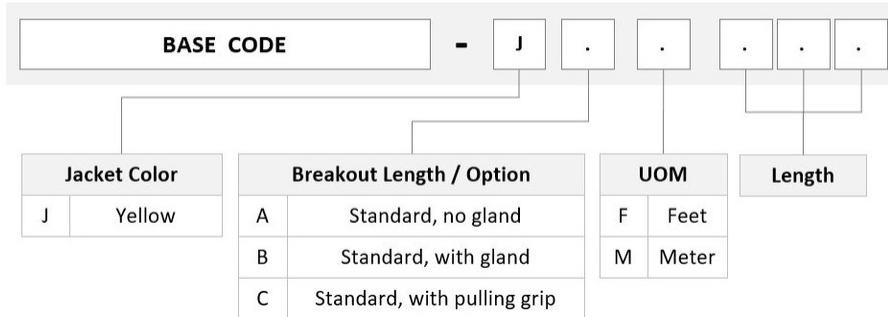 BASE CODE - J . . . . .
Jacket Color
J Yellow
Breakout Length / Option
A Standard, no gland
B Standard, with gland
C Standard, with pulling grip
UOM
F Feet
M Meter
Length